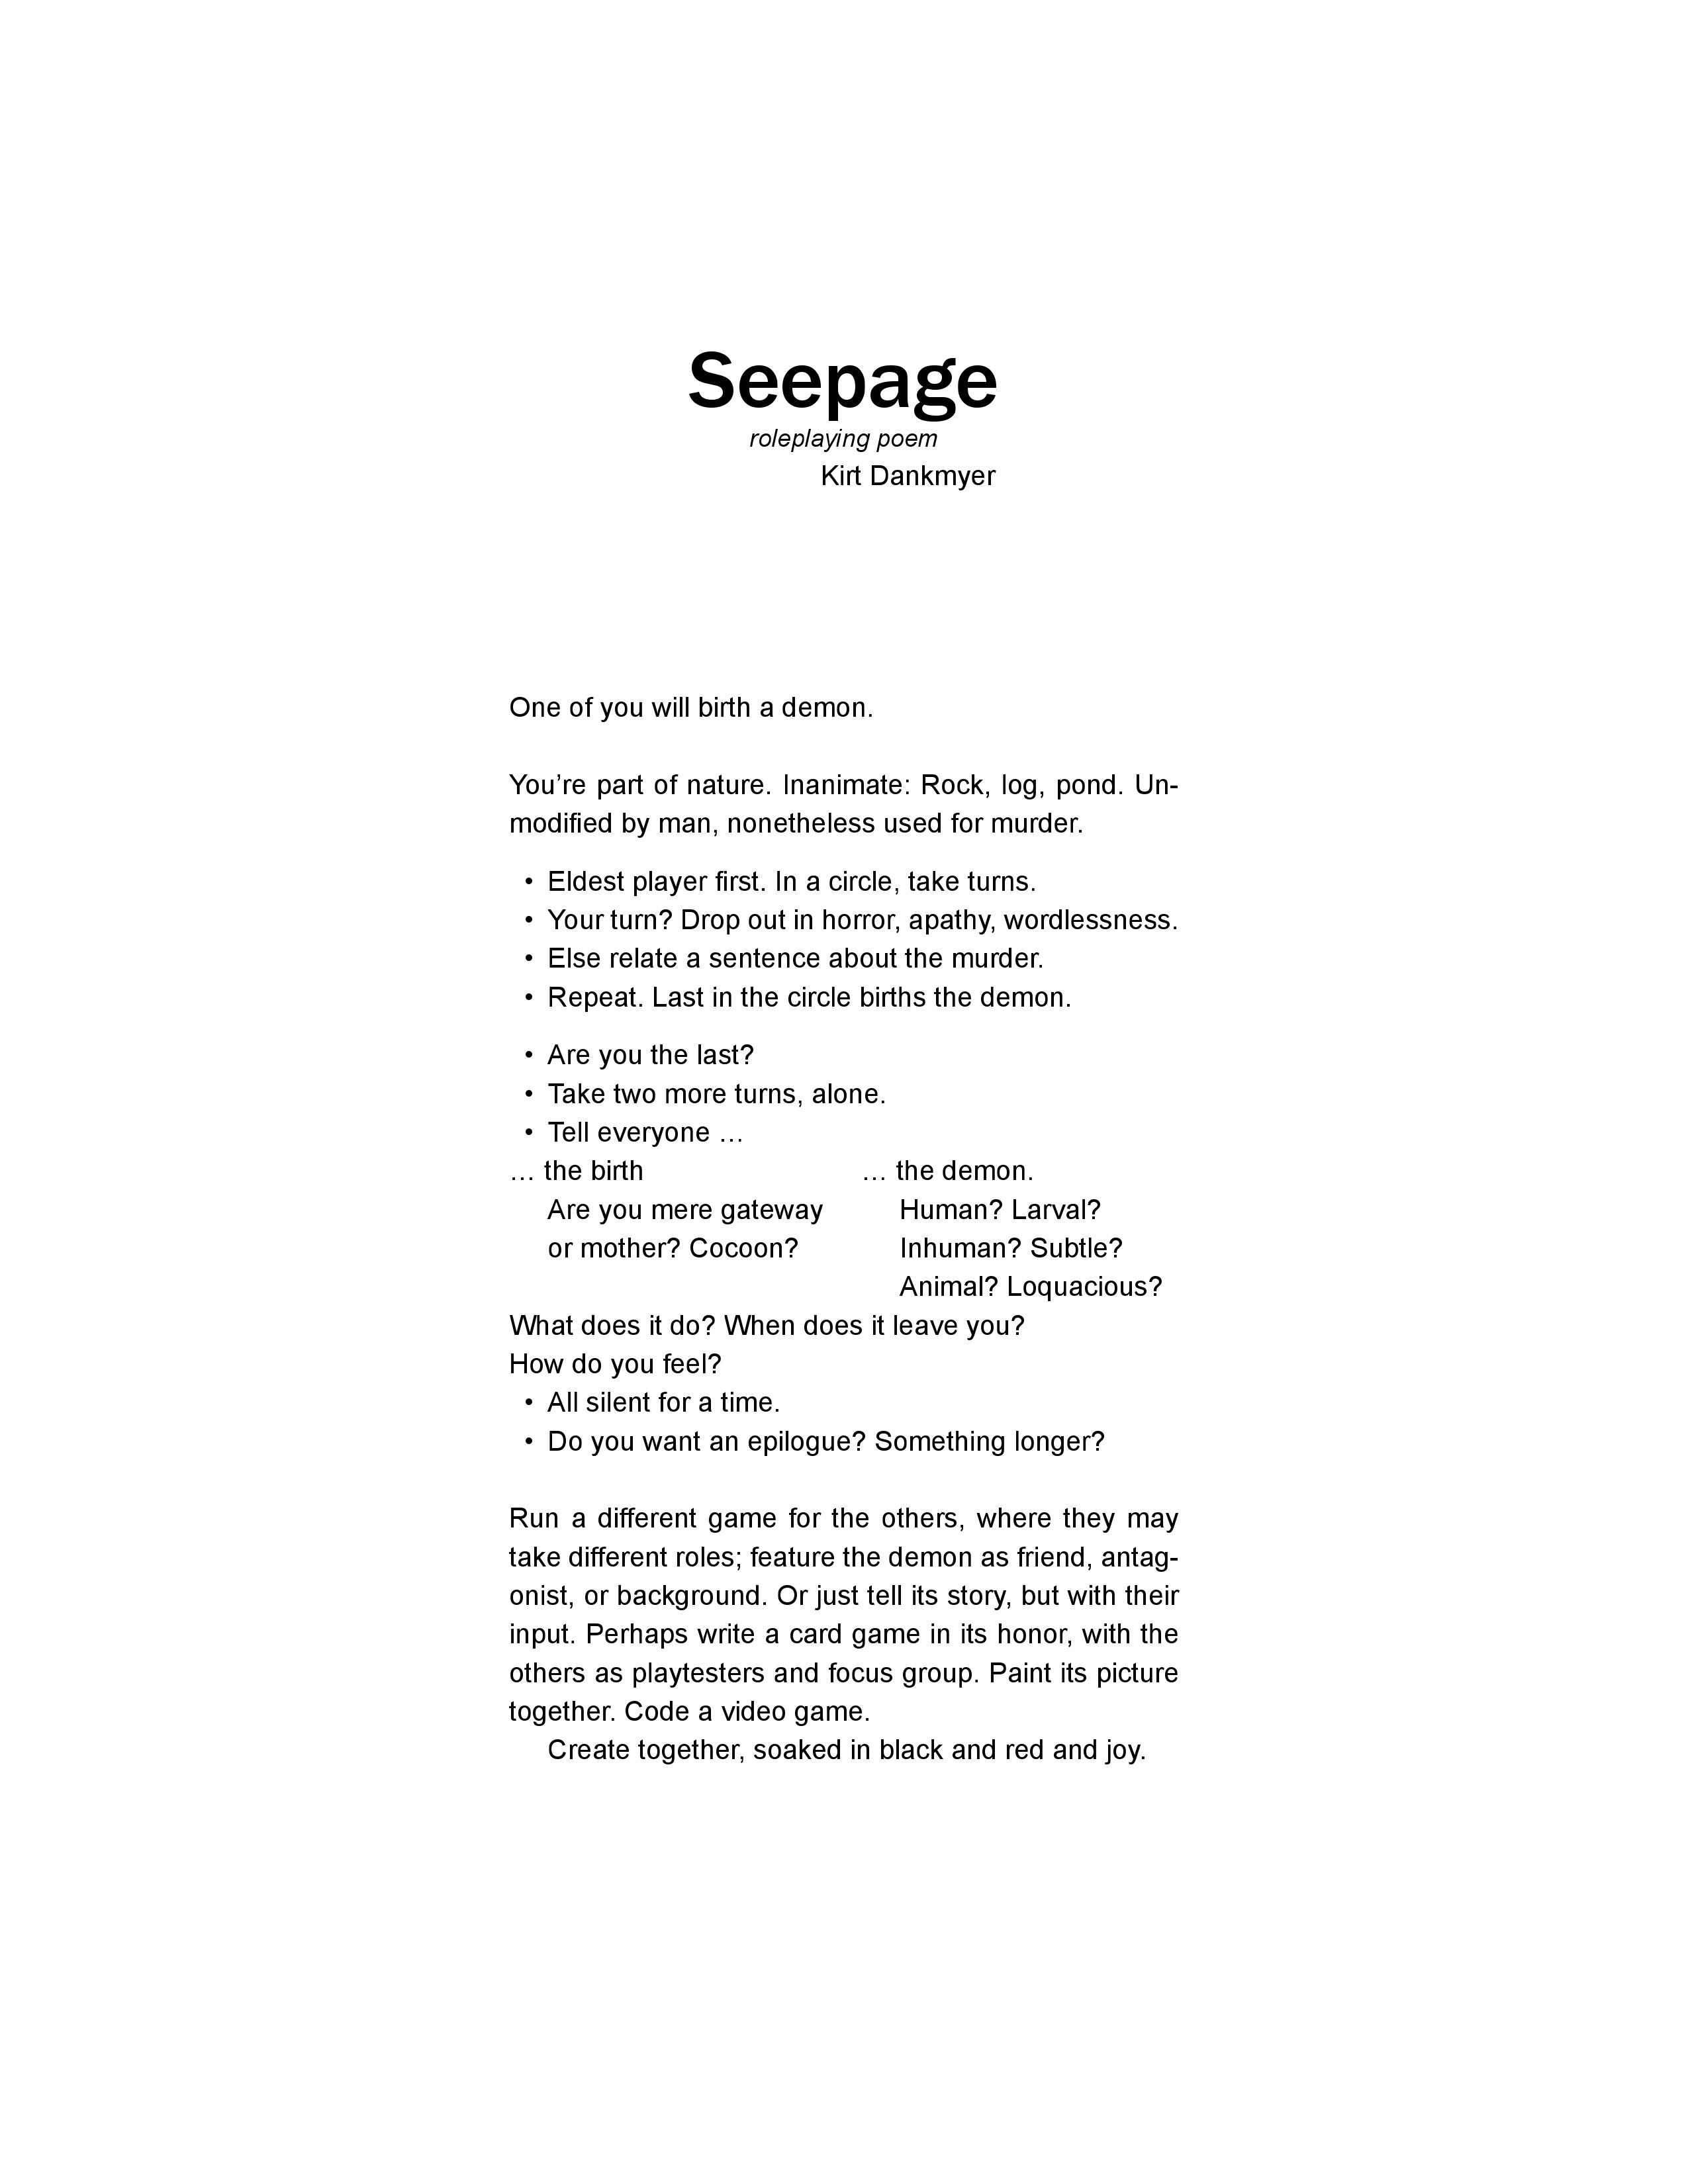 Seepage
roleplaying poem
Kirt Dankmyer
One of you will birth a demon.
You’re part of nature. Inanimate: Rock, log, pond. Un-
modified by man, nonetheless used for murder.
• Eldest player first. In a circle, take turns.
• Your turn? Drop out in horror, apathy, wordlessness.
• Else relate a sentence about the murder.
• Repeat. Last in the circle births the demon.
• Are you the last?
• Take two more turns, alone.
• Tell everyone …
… the birth
Are you mere gateway
or mother? Cocoon?
… the demon.
Human? Larval?
Inhuman? Subtle?
Animal? Loquacious?
What does it do? When does it leave you?
How do you feel?
• All silent for a time.
• Do you want an epilogue? Something longer?
Run a different game for the others, where they may
take different roles; feature the demon as friend, antag-
onist, or background. Or just tell its story, but with their
input. Perhaps write a card game in its honor, with the
others as playtesters and focus group. Paint its picture
together. Code a video game.
Create together, soaked in black and red and joy.